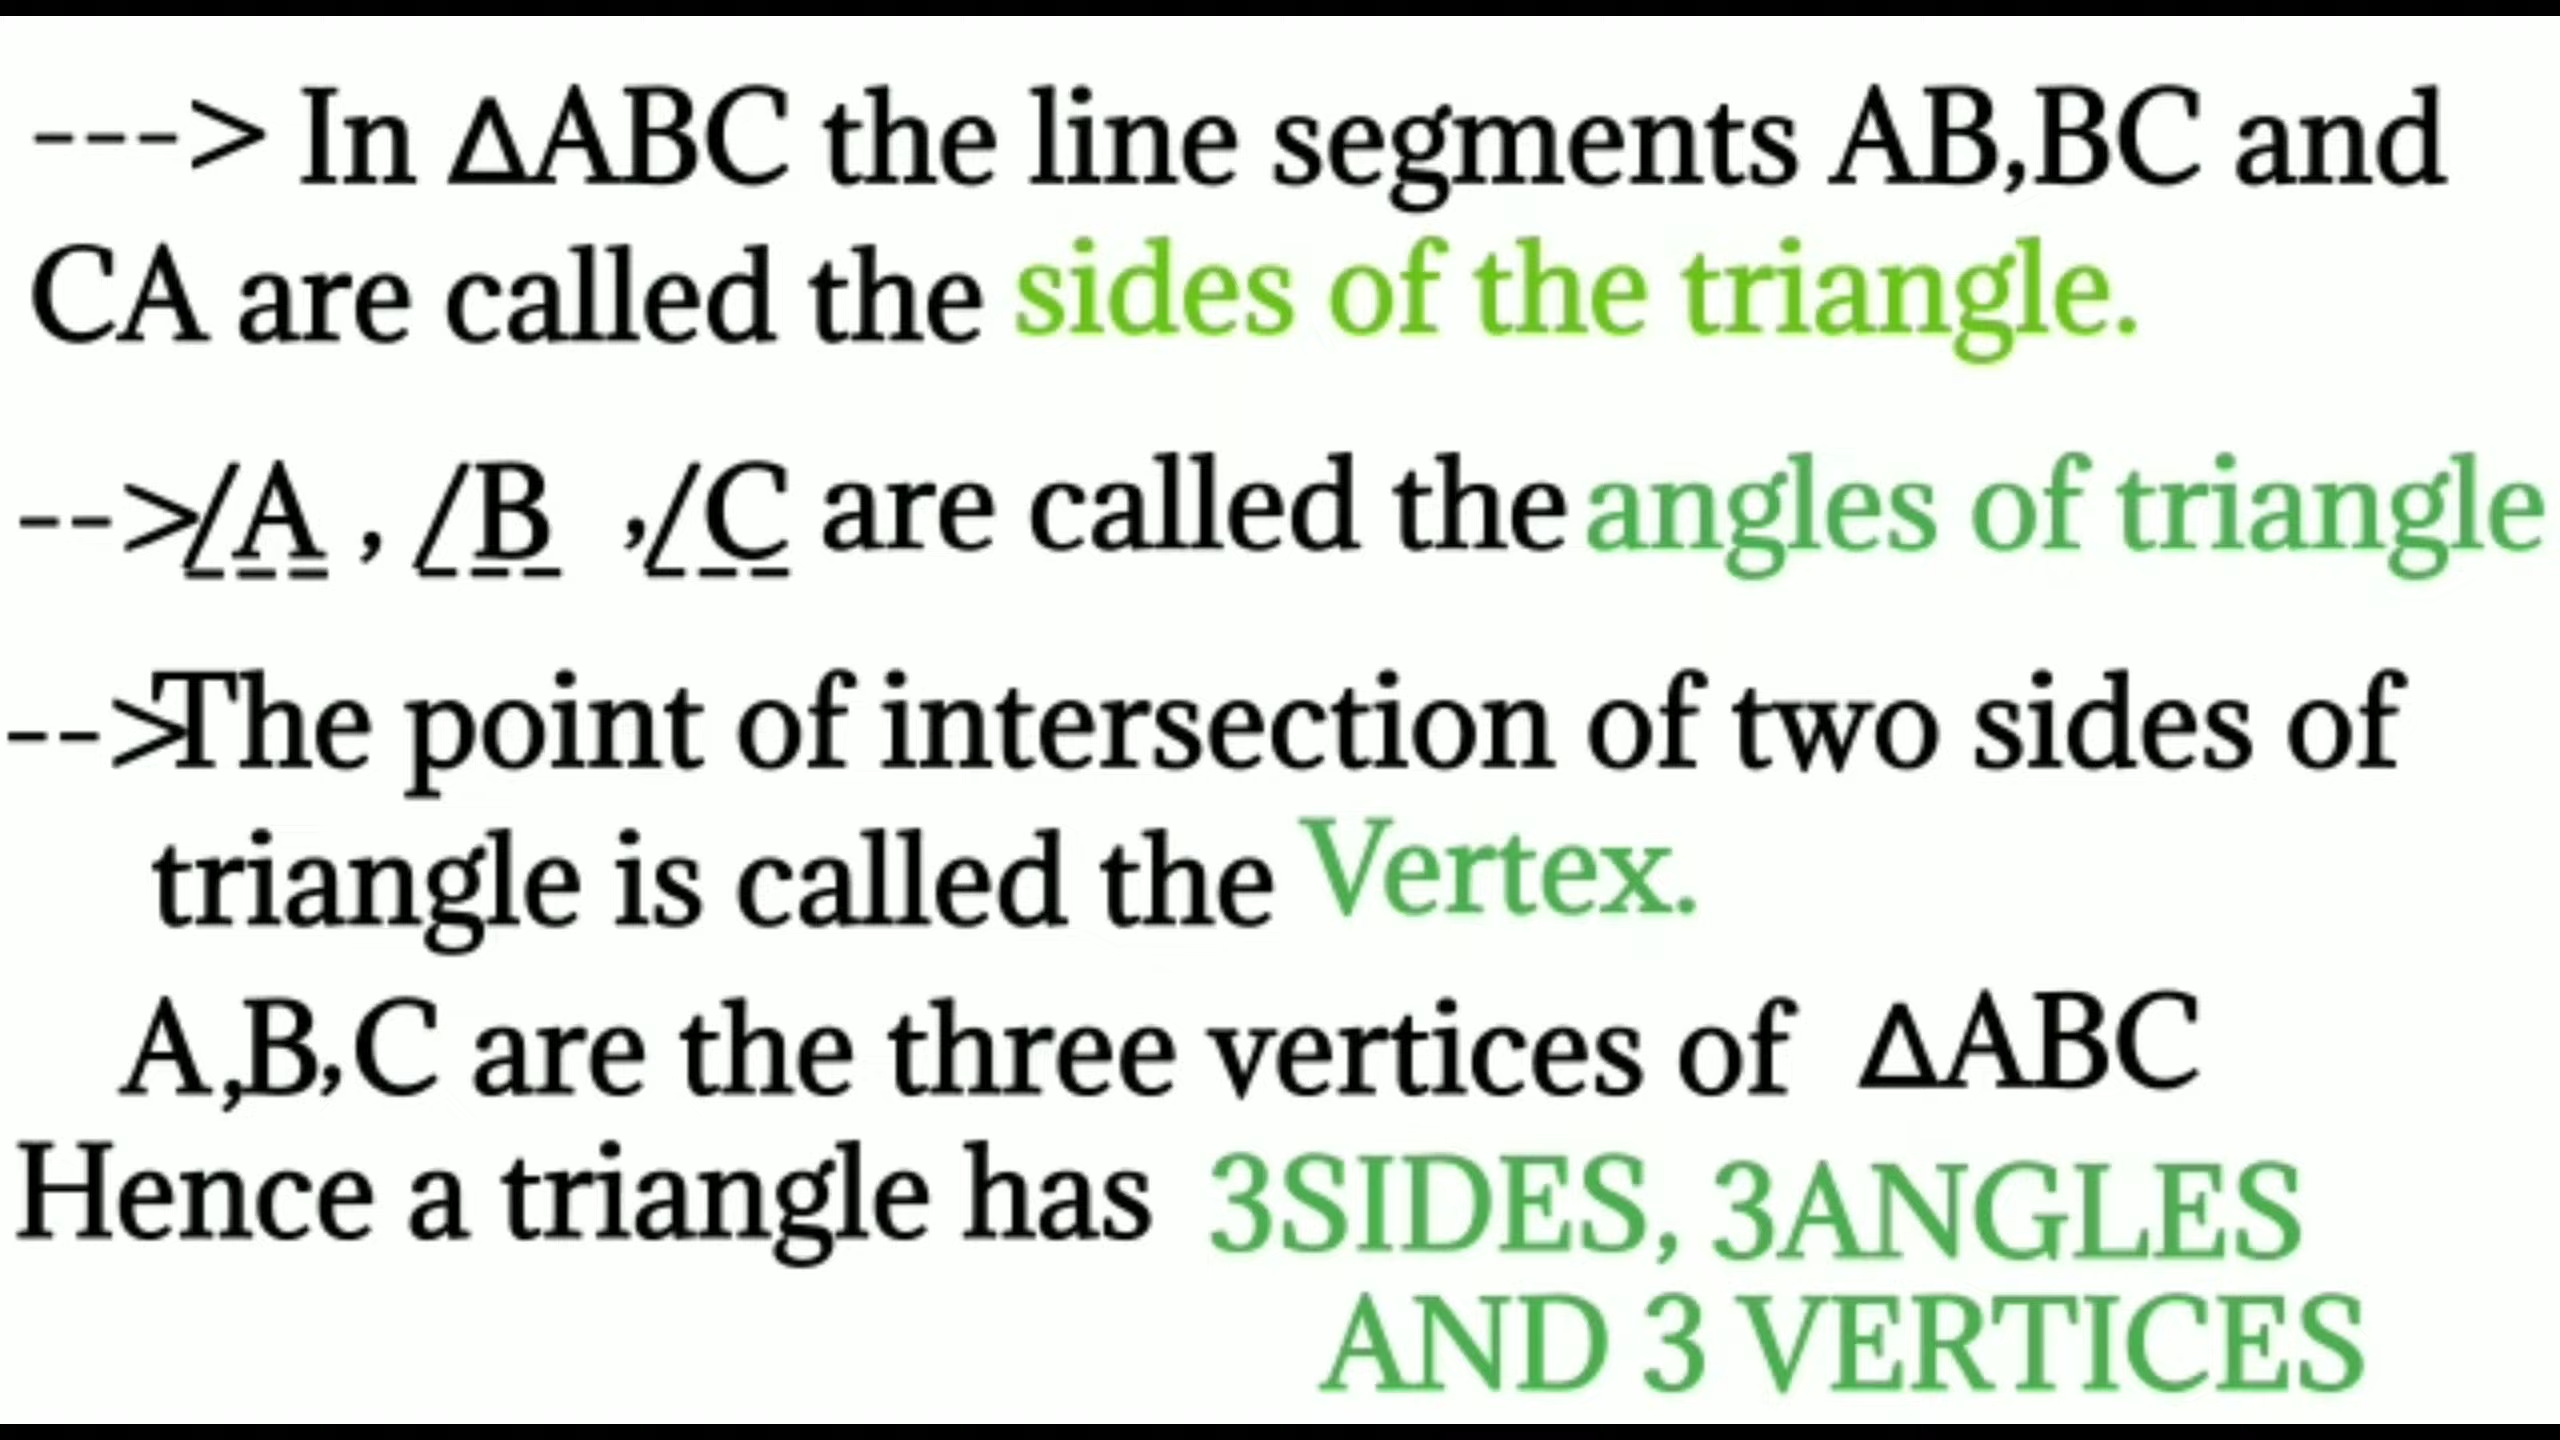 ---> In ΔABC the line segments AB,BC and
CA are called the sides of the triangle.
-->∠A , ∠B ,∠C are called the angles of triangle
-->The point of intersection of two sides of
triangle is called the Vertex.
A,B,C are the three vertices of ΔABC
Hence a triangle has 3SIDES, 3ANGLES
AND 3 VERTICES